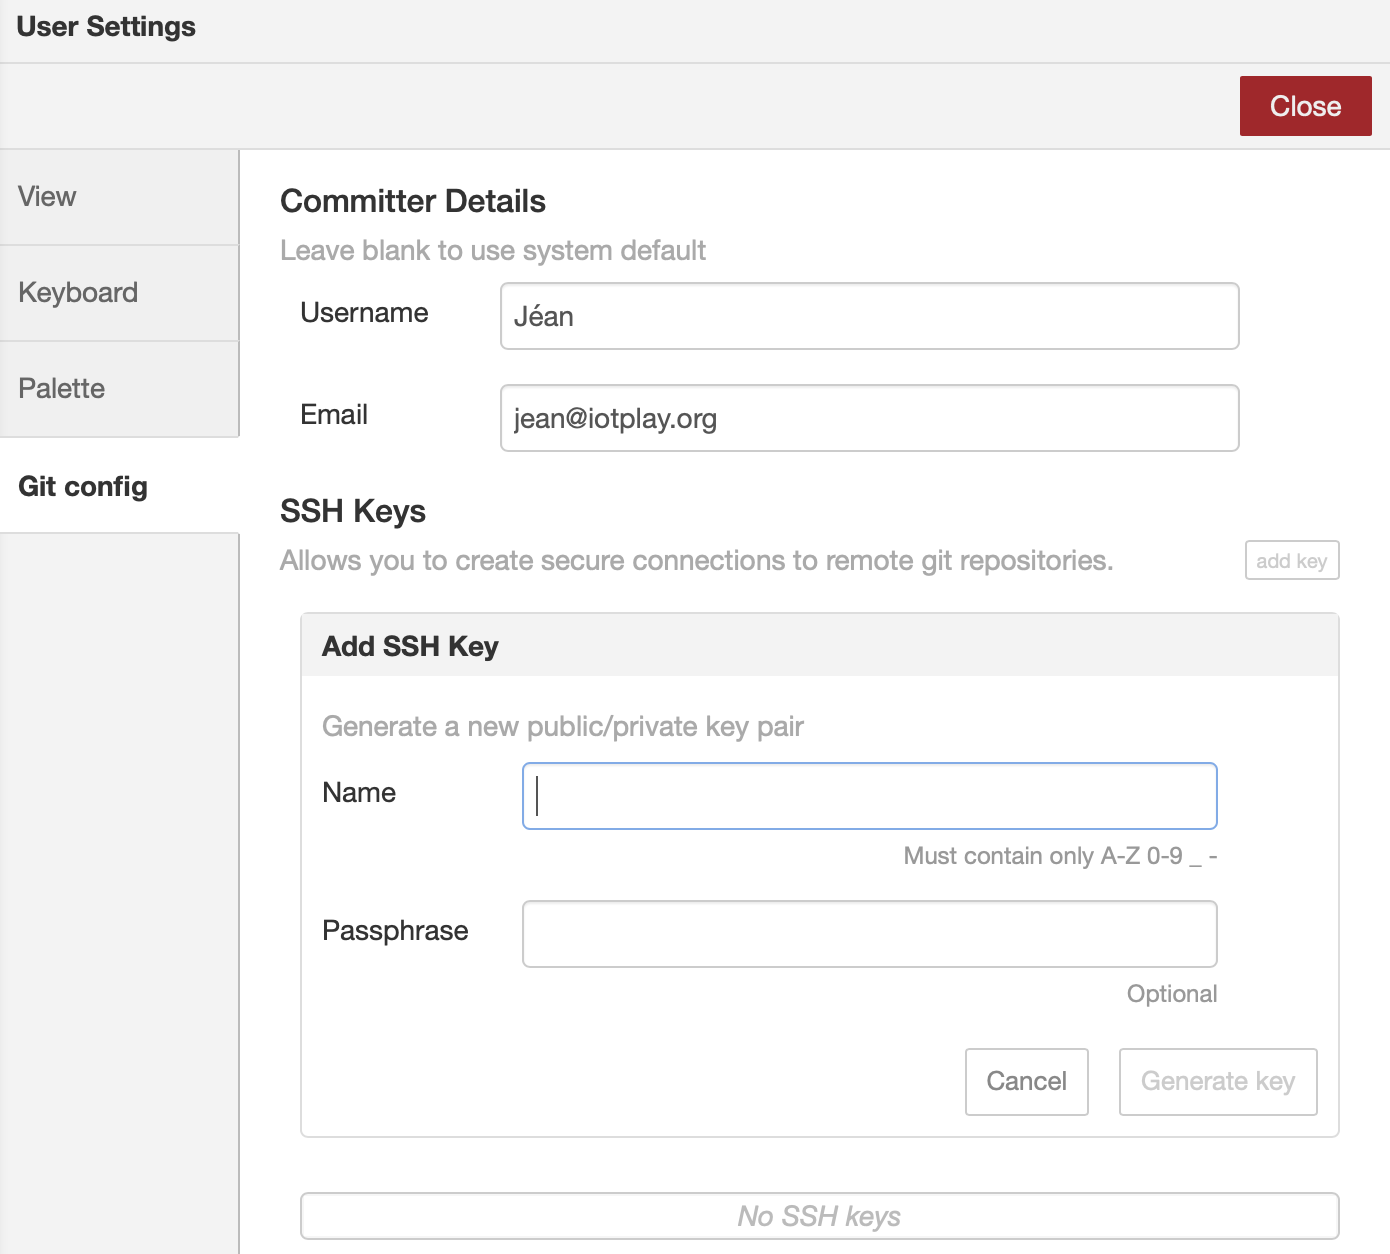 User Settings
Close
View
Keyboard
Palette
Git config
Committer Details
Leave blank to use system default
Username
Jéan
Email
jean@iotplay.org
SSH Keys
Allows you to create secure connections to remote git repositories.
add key
Add SSH Key
Generate a new public/private key pair
Name
Must contain only A-Z 0-9 _ -
Passphrase
Optional
Cancel
Generate key
No SSH keys